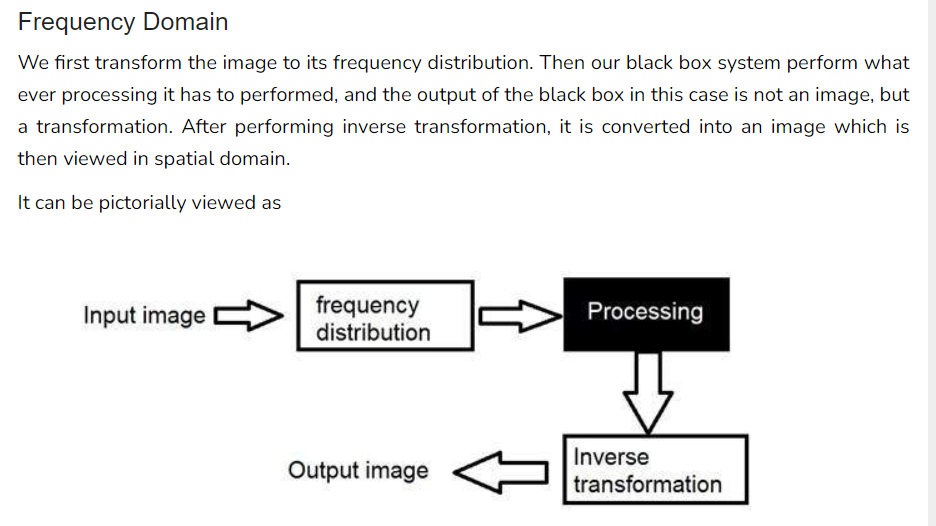 Frequency Domain
We first transform the image to its frequency distribution. Then our black box system perform what
ever processing it has to performed, and the output of the black box in this case is not an image, but
a transformation. After performing inverse transformation, it is converted into an image which is
then viewed in spatial domain.
It can be pictorially viewed as
Input image
frequency
distribution
Processing
Inverse
transformation
Output image